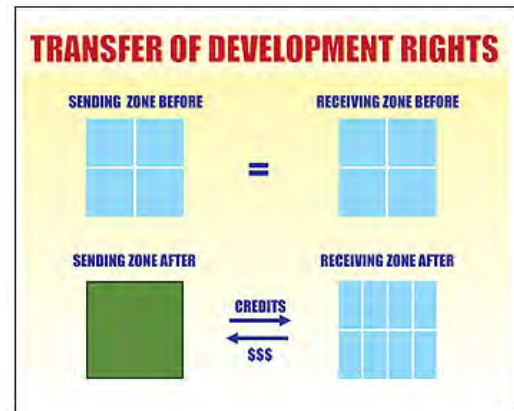 TRANSFER OF DEVELOPMENT RIGHTS
SENDING ZONE BEFORE
RECEIVING ZONE BEFORE
=
SENDING ZONE AFTER
RECEIVING ZONE AFTER
CREDITS
$$$